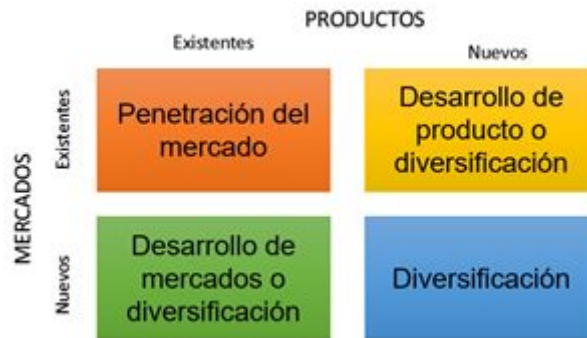 PRODUCTOS
Existentes
Nuevos
MERCADOS
Existentes
Penetración del
mercado
Desarrollo de
producto o
diversificación
Nuevos
Desarrollo de
mercados o
diversificación
Diversificación